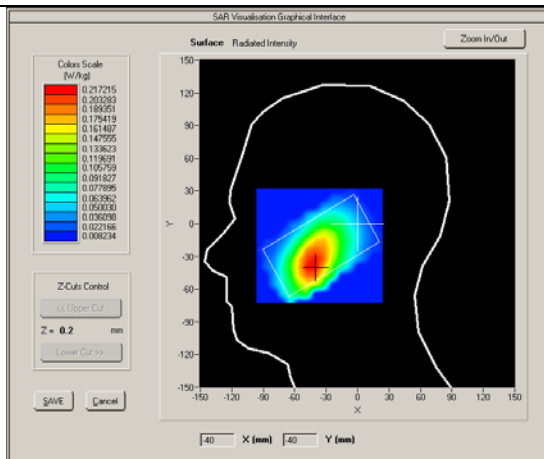 SAR Visualisation Graphical Interface
Surface Radiated Intensity
Zoom In/Out
Colors Scale
(W/kg)
0.217215
0.203283
0.189351
0.175419
0.161487
0.147555
0.133623
0.119691
0.105759
0.091827
0.077895
0.063962
0.050030
0.036098
0.022166
0.008234
Z-Cuts Control
<< Upper Cut
Z = 0.2 mm
Lower Cut >>
SAVE Cancel
150
120
90
60
30
0
-30
-60
-90
-120
-150
Y
-150 -120 -90 -60 -30 0 30 60 90 120 150
X
-40 X (mm) -40 Y (mm)